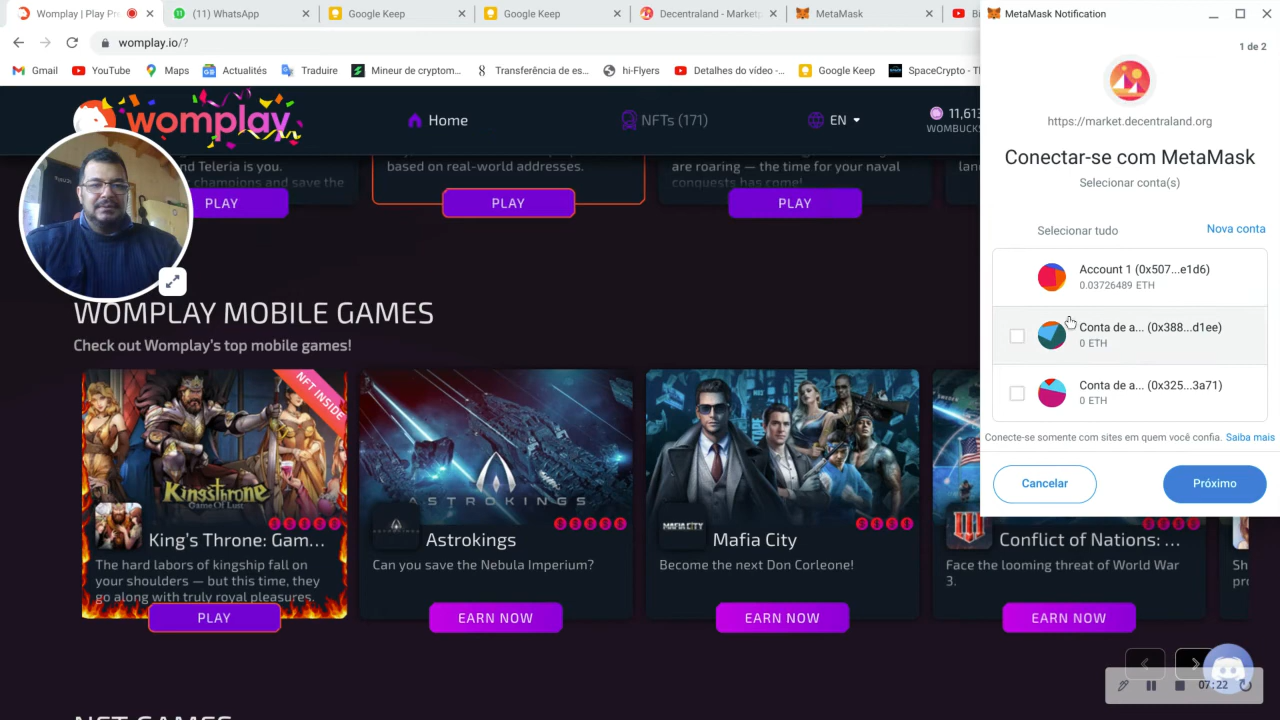 Womplay | Play Pr
(11) WhatsApp
Google Keep
Google Keep
Decentraland - Marketp
MetaMask
MetaMask Notification
womplay.io/?
1 de 2
Gmail
YouTube
Maps
Actualités
Traduire
Mineur de cryptom...
Transferência de es...
hi-Flyers
Detalhes do vídeo -...
Google Keep
SpaceCrypto - T
womplay
Home
NFTs (171)
EN
11,613
WOMBUCKS
https://market.decentraland.org
Conectar-se com MetaMask
Selecionar conta(s)
and Teleria is you.
champions and save the
based on real-world addresses.
are roaring — the time for your naval
conquests has come!
PLAY
PLAY
PLAY
Selecionar tudo
Nova conta
Account 1 (0x507...e1d6)
0.03726489 ETH
Conta de a... (0x388...d1ee)
0 ETH
Conta de a... (0x325...3a71)
0 ETH
Conecte-se somente com sites em quem você confia. Saiba mais
Cancelar
Próximo
WOMPLAY MOBILE GAMES
Check out Womplay's top mobile games!
NFT INSIDE
Kingsthrone
Game Of Lust
ASTROKINGS
MAFIA CITY
King's Throne: Gam...
The hard labors of kingship fall on
your shoulders — but this time, they
go along with truly royal pleasures.
PLAY
Astrokings
Can you save the Nebula Imperium?
EARN NOW
Mafia City
Become the next Don Corleone!
EARN NOW
Conflict of Nations: ...
Face the looming threat of World War
3.
EARN NOW
Sh
07:22
NFT GAMES